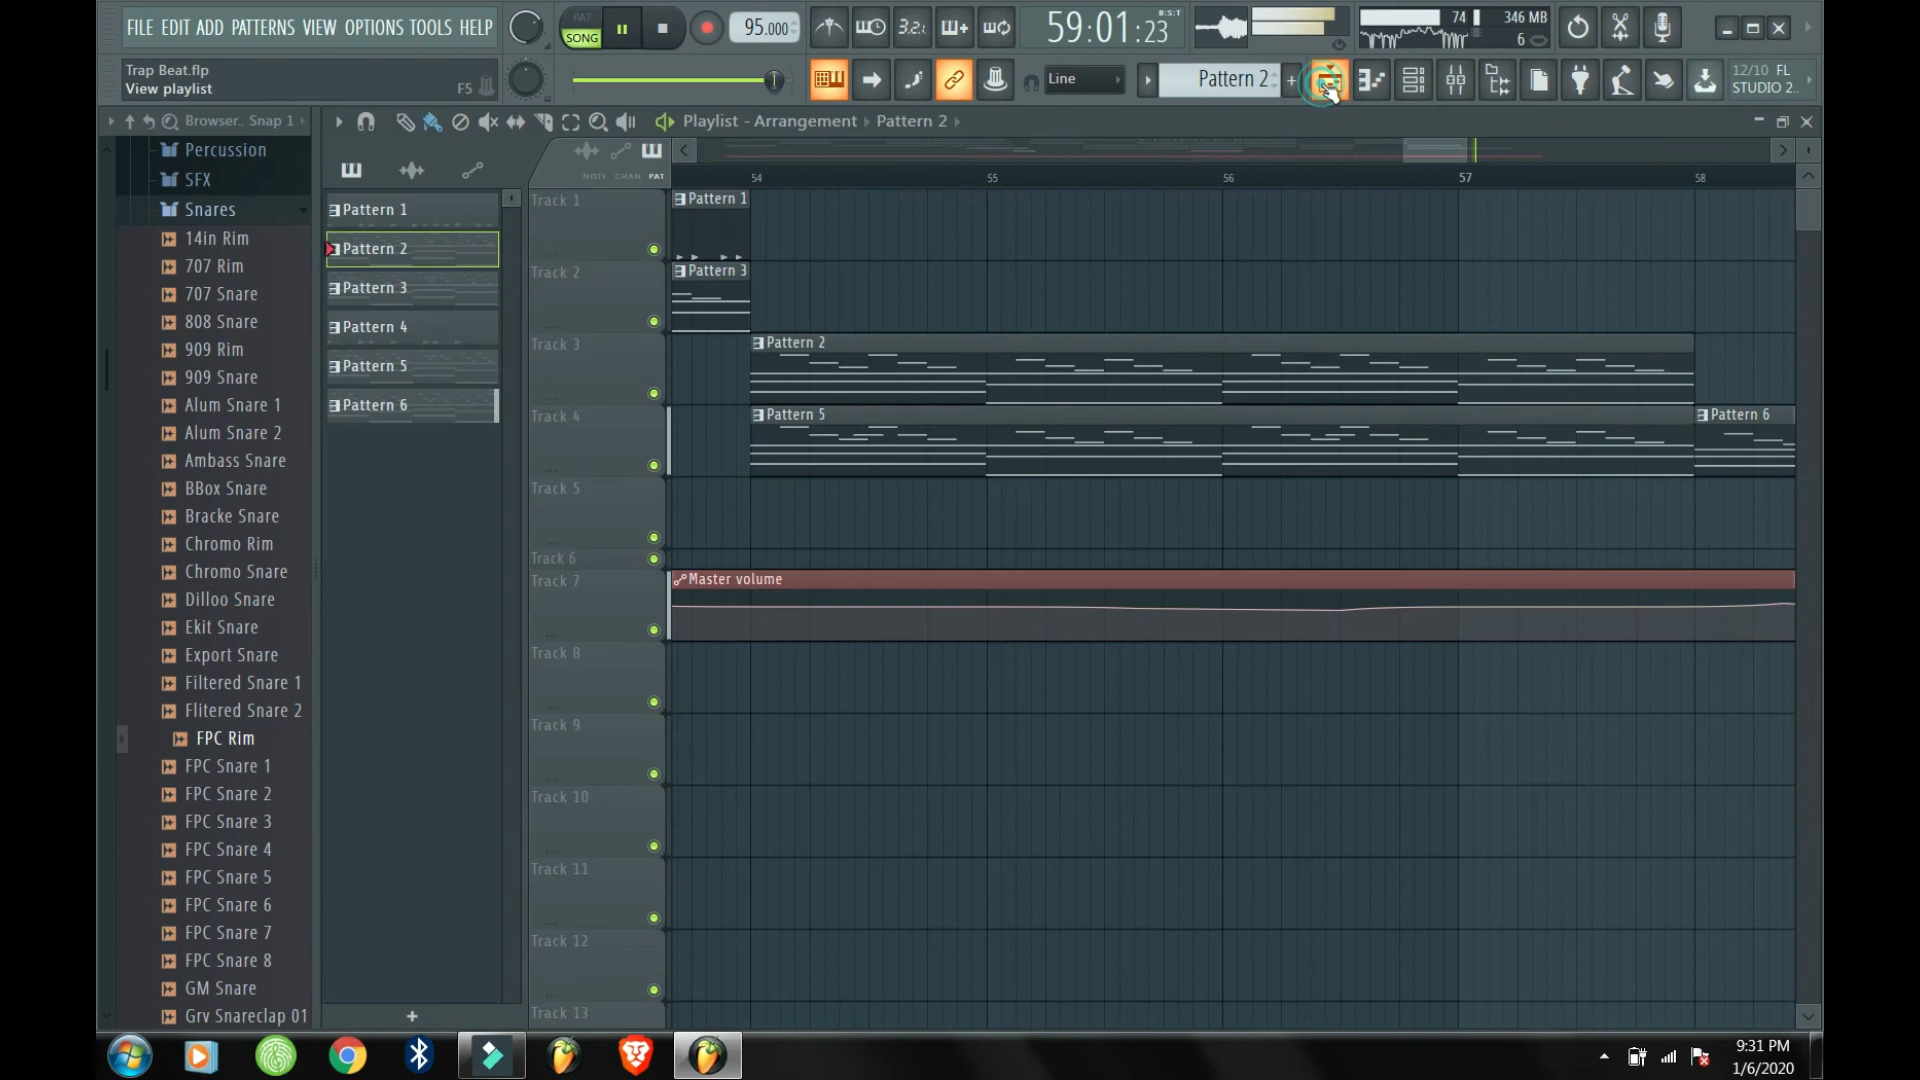 FILE EDIT ADD PATTERNS VIEW OPTIONS TOOLS HELP
PAT
SONG
95.000
3.2.
59:01:23
B:S:T
74
346 MB
6
Trap Beat.flp
View playlist
F5
Line
Pattern 2
12/10 FL
STUDIO 2..
Browser.. Snap 1
Playlist - Arrangement
Pattern 2
Percussion
SFX
Snares
14in Rim
707 Rim
707 Snare
808 Snare
909 Rim
909 Snare
Alum Snare 1
Alum Snare 2
Ambass Snare
BBox Snare
Bracke Snare
Chromo Rim
Chromo Snare
Dilloo Snare
Ekit Snare
Export Snare
Filtered Snare 1
Flitered Snare 2
FPC Rim
FPC Snare 1
FPC Snare 2
FPC Snare 3
FPC Snare 4
FPC Snare 5
FPC Snare 6
FPC Snare 7
FPC Snare 8
GM Snare
Grv Snareclap 01
Pattern 1
Pattern 2
Pattern 3
Pattern 4
Pattern 5
Pattern 6
NOTE CHAN PAT
54 55 56 57 58
Track 1
Pattern 1
Track 2
Pattern 3
Track 3
Pattern 2
Track 4
Pattern 5
Pattern 6
Track 5
Track 6
Track 7
Master volume
Track 8
Track 9
Track 10
Track 11
Track 12
Track 13
9:31 PM
1/6/2020